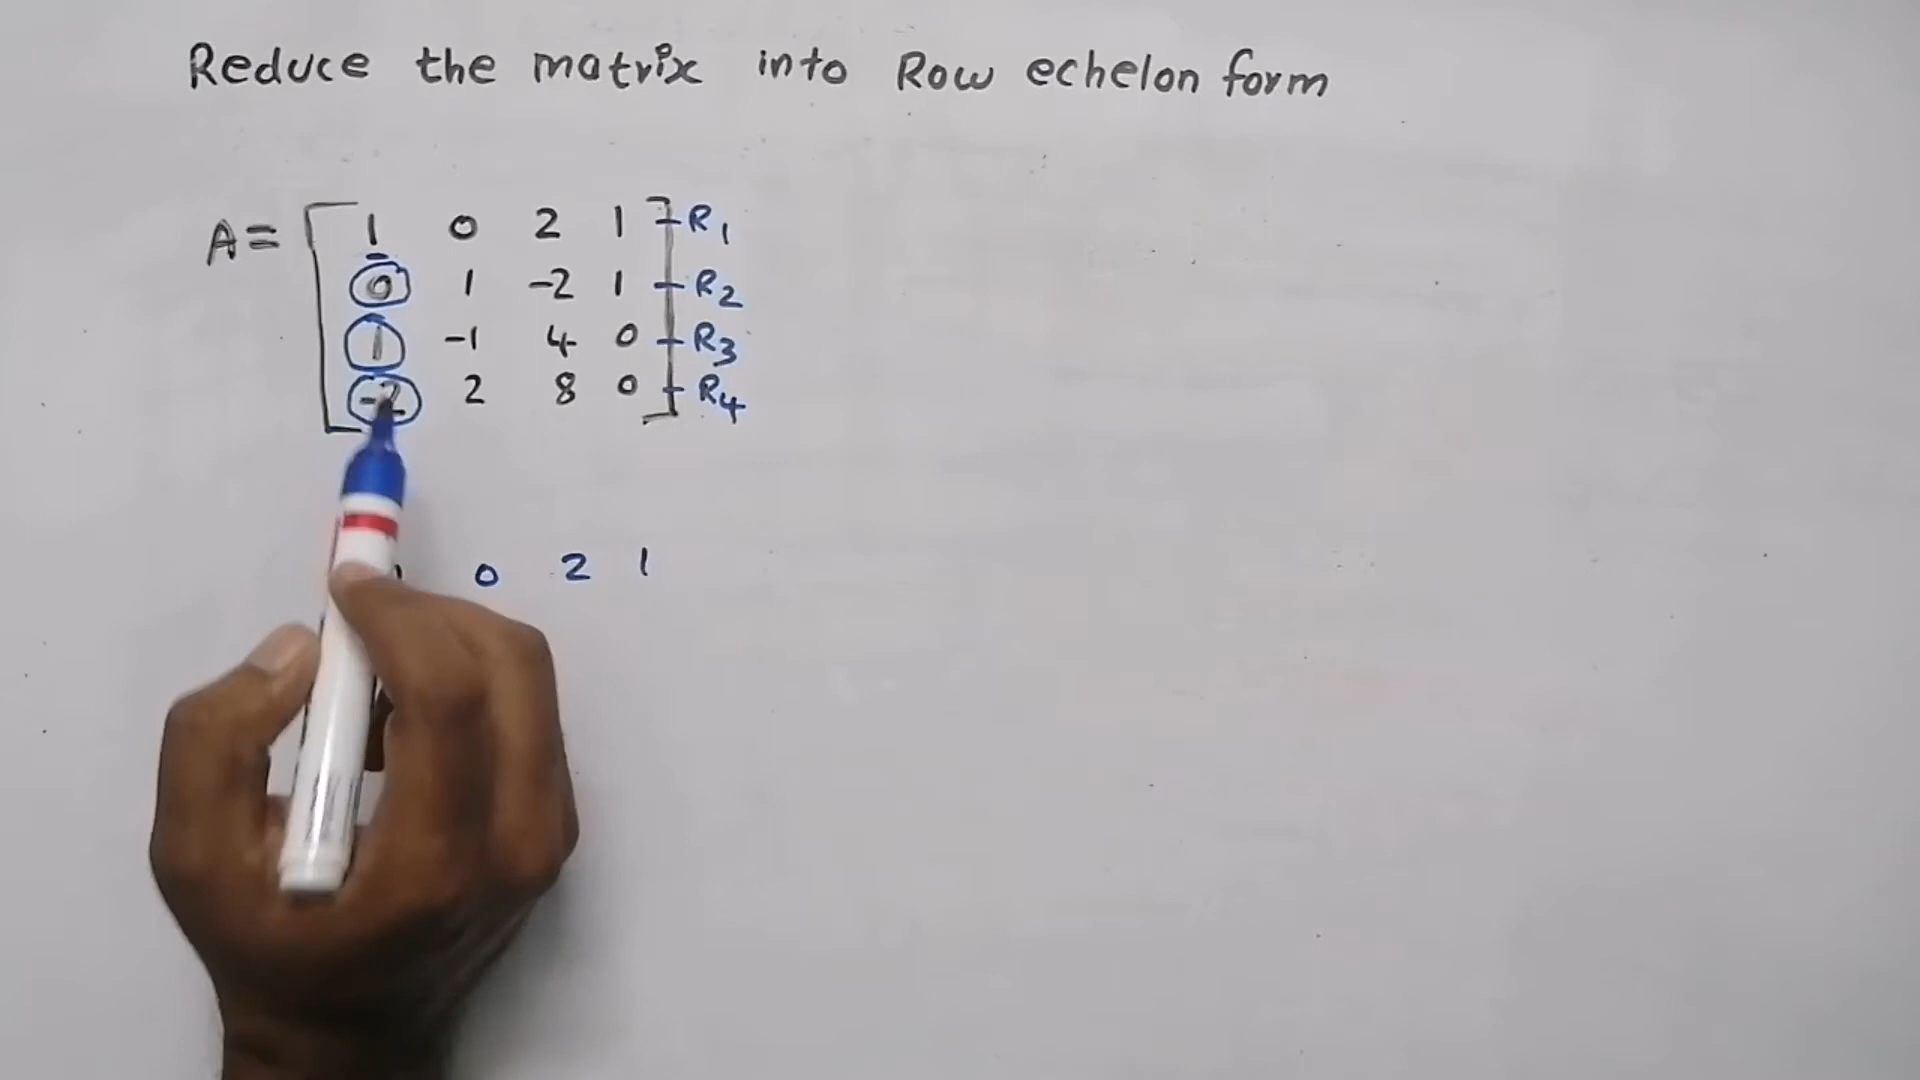 Reduce the matrix into Row echelon form
A = [ 1 0 2 1 ] - R1
0 1 -2 1 - R2
1 -1 4 0 - R3
-2 2 8 0 - R4
1 0 2 1